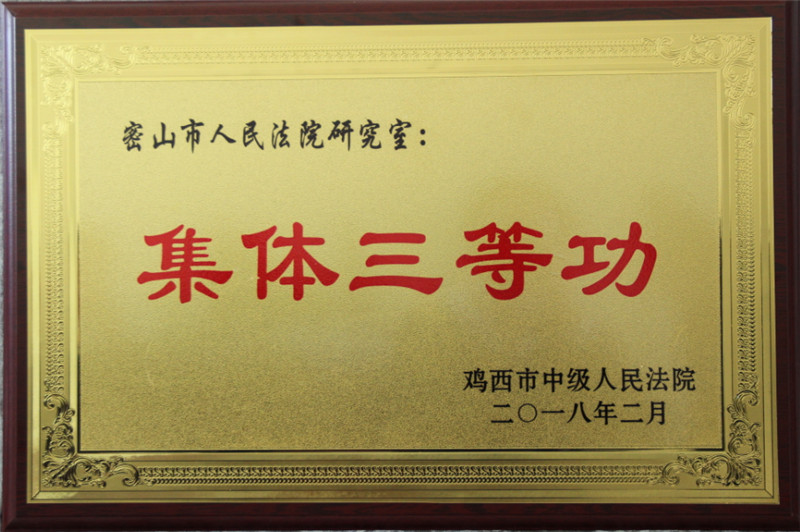 密山市人民法院研究室：
集体三等功
鸡西市中级人民法院
二〇一八年二月